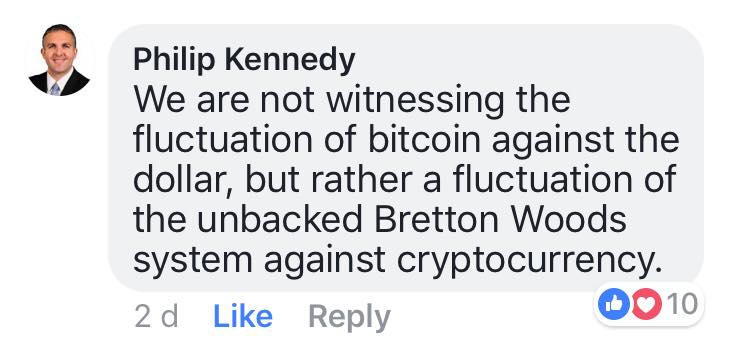 Philip Kennedy
We are not witnessing the
fluctuation of bitcoin against the
dollar, but rather a fluctuation of
the unbacked Bretton Woods
system against cryptocurrency.
2 d Like Reply 10